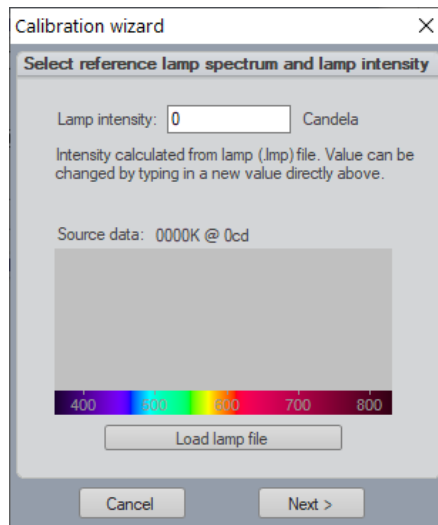 Calibration wizard
Select reference lamp spectrum and lamp intensity
Lamp intensity: 0 Candela
Intensity calculated from lamp (.lmp) file. Value can be
changed by typing in a new value directly above.
Source data: 0000K @ 0cd
400 500 600 700 800
Load lamp file
Cancel Next >